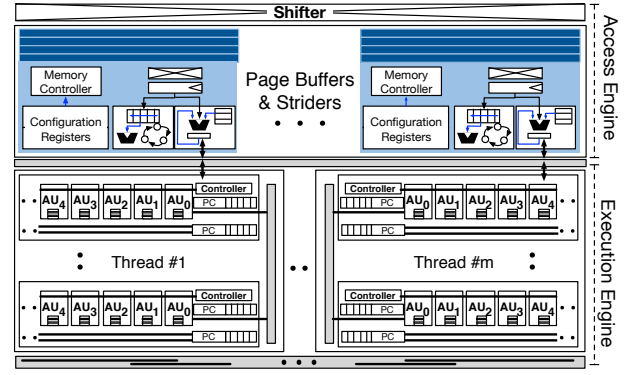 Shifter
Memory
Controller
Configuration
Registers
Page Buffers
& Striders
Memory
Controller
Configuration
Registers
Access Engine
AU4 AU3 AU2 AU1 AU0
Controller
PC
PC
Thread #1
AU4 AU3 AU2 AU1 AU0
Controller
PC
PC
Controller
PC
PC
AU0 AU1 AU2 AU3 AU4
Thread #m
Controller
PC
PC
AU0 AU1 AU2 AU3 AU4
Execution Engine